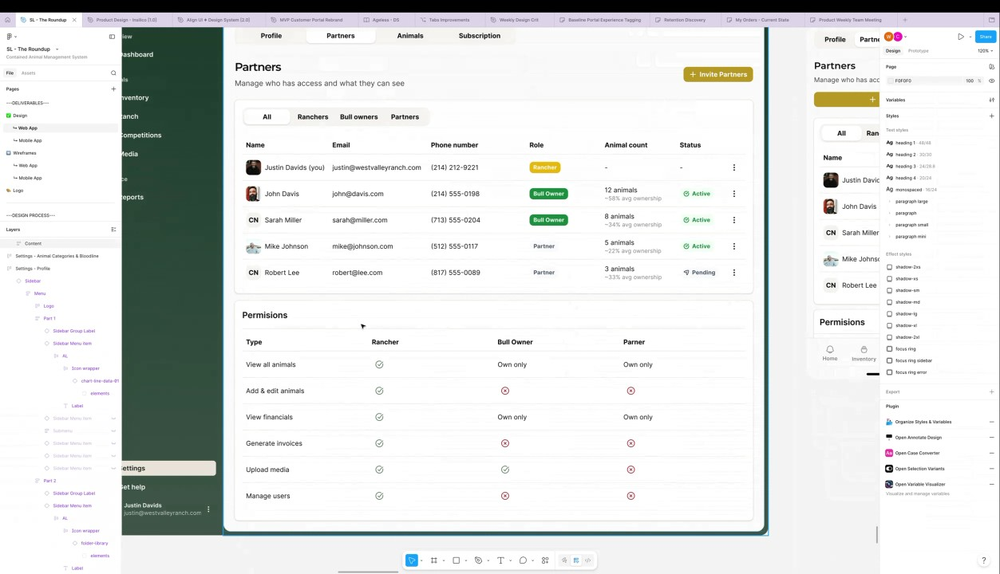 SL - The Roundup
Product Design - Insilico [1.0]
Align UI ✦ Design System [2.0]
MVP Customer Portal Rebrand
Ageless - DS
Tabs Improvements
Weekly Design Crit
Baseline Portal Experience Tagging
Retention Discovery
My Orders - Current State
Product Weekly Team Meeting
SL - The Roundup
Contained Animal Management System
File
Assets
Pages
---DELIVERABLES---
Design
Web App
Mobile App
Wireframes
Web App
Mobile App
Logo
---DESIGN PROCESS---
Layers
Content
Settings - Animal Categories & Bloodline
Settings - Profile
Sidebar
Menu
Logo
Part 1
Sidebar Group Label
Sidebar Menu item
AL
Icon wrapper
chart-line-data-01
elements
Label
Sidebar Menu item
Submenu
Sidebar Menu item
Sidebar Menu item
Sidebar Menu item
Part 2
Sidebar Group Label
Sidebar Menu item
AL
Icon wrapper
folder-library
elements
Label
iew
ashboard
als
nventory
anch
ompetitions
Media
ce
eports
ettings
et help
Justin Davids
justin@westvalleyranch.com
Profile
Partners
Animals
Subscription
Partners
Manage who has access and what they can see
+ Invite Partners
All
Ranchers
Bull owners
Partners
Name Email Phone number Role Animal count Status
Justin Davids (you) justin@westvalleyranch.com (214) 212-9221 Rancher - -
John Davis john@davis.com (214) 555-0198 Bull Owner 12 animals Active
~58% avg ownership
CN Sarah Miller sarah@miller.com (713) 555-0204 Bull Owner 8 animals Active
~34% avg ownership
Mike Johnson mike@johnson.com (512) 555-0117 Partner 5 animals Active
~22% avg ownership
CN Robert Lee robert@lee.com (817) 555-0089 Partner 3 animals Pending
~33% avg ownership
Permisions
Type Rancher Bull Owner Parner
View all animals Own only Own only
Add & edit animals
View financials Own only Own only
Generate invoices
Upload media
Manage users
Profile
Partne
Partners
Manage who has acc
+
All
Ran
Name
Justin David
John Davis
CN Sarah Miller
Mike Johnso
CN Robert Lee
Permisions
Home
Inventory
W
C
Share
Design
Prototype
120%
Page
F0F0F0 100 %
Variables
Styles
Text styles
Ag heading 1 · 48/48
Ag heading 2 · 30/30
Ag heading 3 · 24/28.8
Ag heading 4 · 20/24
Ag monospaced · 16/24
paragraph large
paragraph
paragraph small
paragraph mini
Effect styles
shadow-2xs
shadow-xs
shadow-sm
shadow-md
shadow-lg
shadow-xl
shadow-2xl
focus ring
focus ring sidebar
focus ring error
Export
Plugin
Organize Styles & Variables
Open Annotate Design
Aa Open Case Converter
Open Selection Variants
Open Variable Visualizer
Visualize and manage variables
?